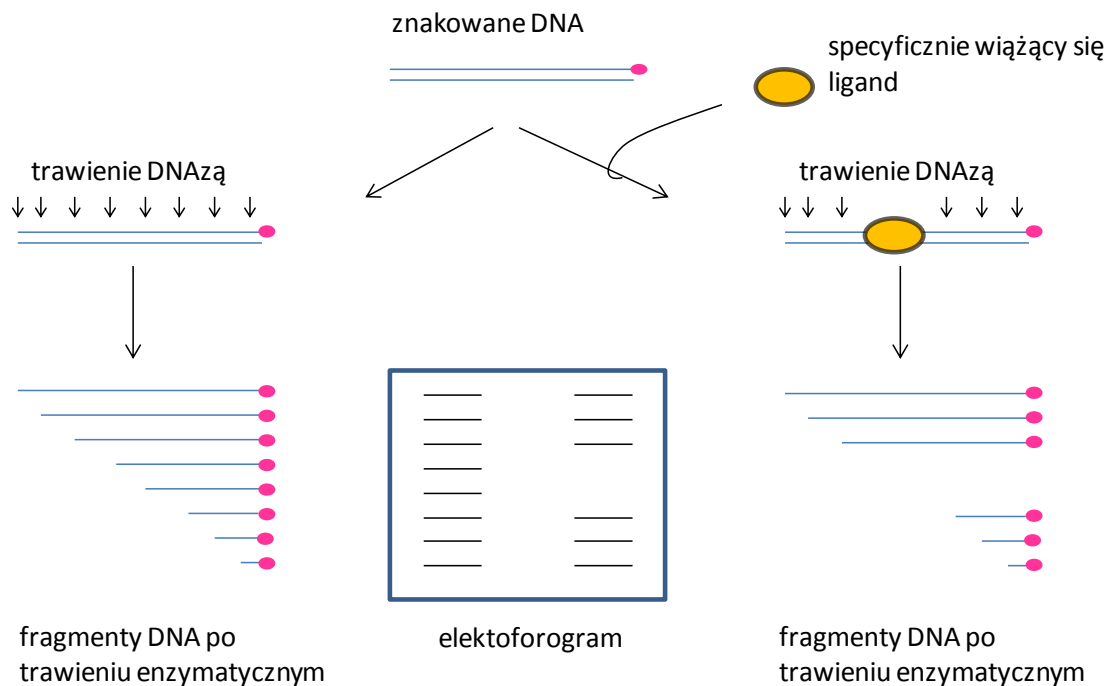 znakowane DNA
specyficznie wiążący się
ligand
trawienie DNAzą
trawienie DNAzą
fragmenty DNA po
trawieniu enzymatycznym
elektoforogram
fragmenty DNA po
trawieniu enzymatycznym